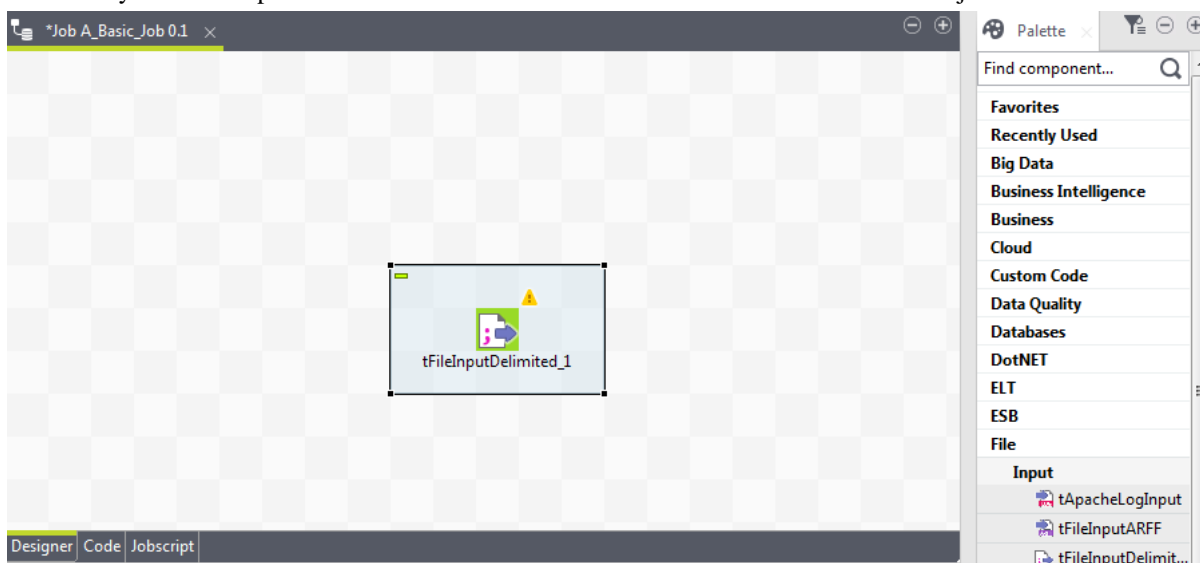 *Job A_Basic_Job 0.1
Palette
Find component...
Favorites
Recently Used
Big Data
Business Intelligence
Business
Cloud
Custom Code
Data Quality
Databases
DotNET
ELT
ESB
File
Input
tApacheLogInput
tFileInputARFF
tFileInputDelimit...
tFileInputDelimited_1
Designer Code Jobscript